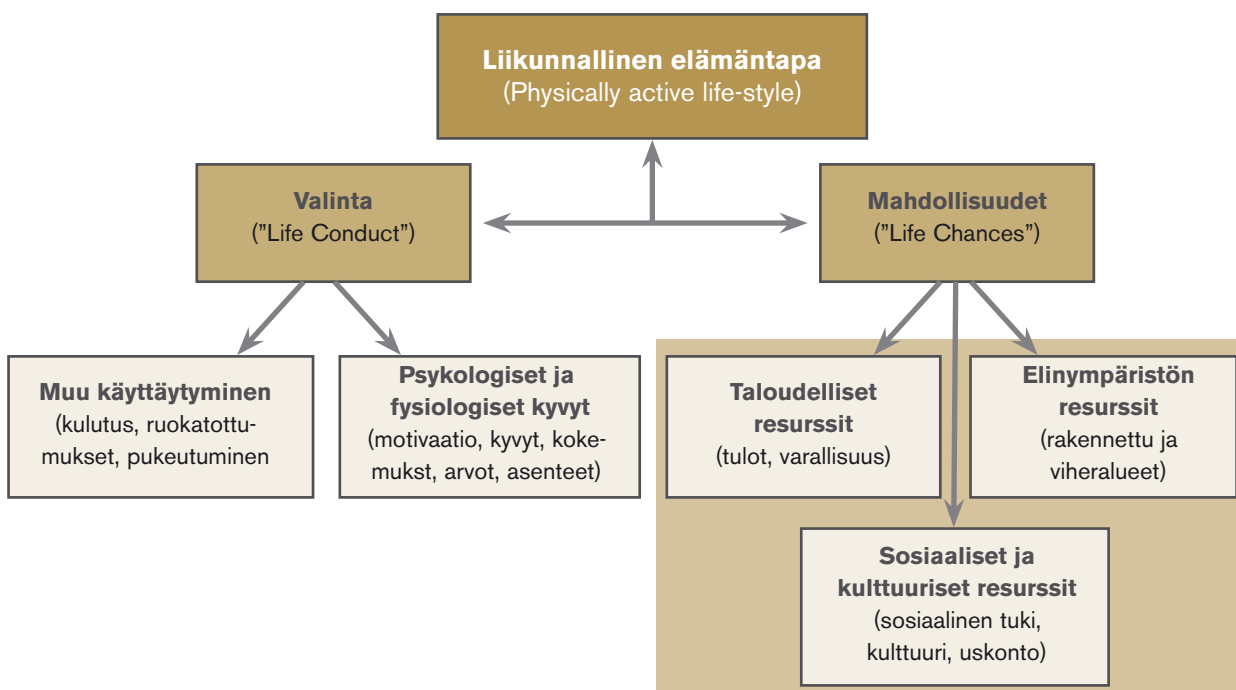 Liikunnallinen elämäntapa
(Physically active life-style)
Valinta
(”Life Conduct”)
Mahdollisuudet
(”Life Chances”)
Muu käyttäytyminen
(kulutus, ruokatottu-
mukset, pukeutuminen
Psykologiset ja
fysiologiset kyvyt
(motivaatio, kyvyt, koke-
mukst, arvot, asenteet)
Taloudelliset
resurssit
(tulot, varallisuus)
Elinympäristön
resurssit
(rakennettu ja
viheralueet)
Sosiaaliset ja
kulttuuriset resurssit
(sosiaalinen tuki,
kulttuuri, uskonto)